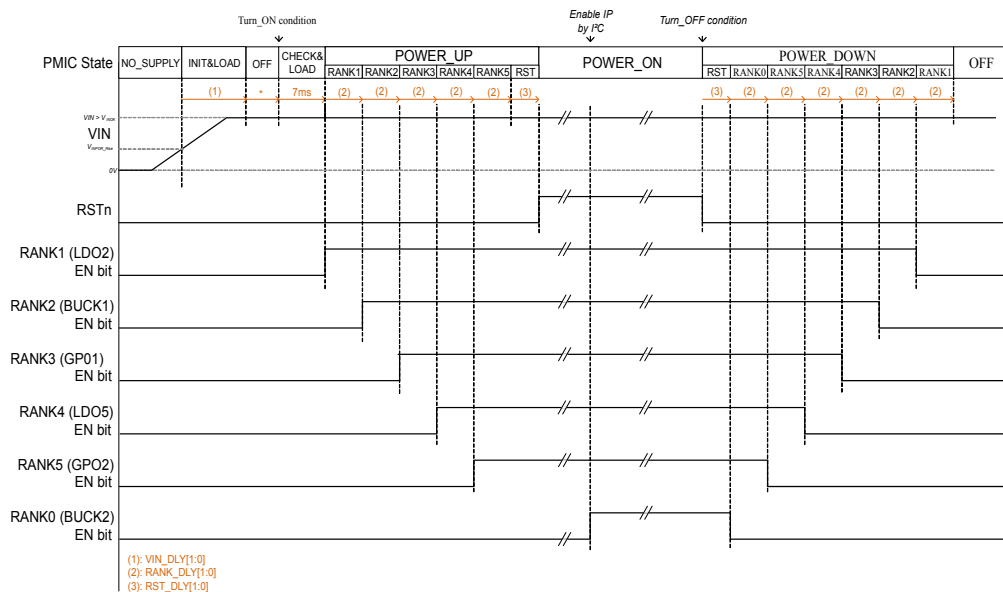 Turn_ON condition
Enable IP
by I²C
Turn_OFF condition
PMIC State
NO_SUPPLY
INIT&LOAD
OFF
CHECK&
LOAD
POWER_UP
RANK1 RANK2 RANK3 RANK4 RANK5 RST
POWER_ON
POWER_DOWN
RST RANK0 RANK5 RANK4 RANK3 RANK2 RANK1
OFF
(1) * 7ms (2) (2) (2) (2) (2) (3) (3) (2) (2) (2) (2) (2) (2)
VIN
0V
RSTn
RANK1 (LDO2)
EN bit
RANK2 (BUCK1)
EN bit
RANK3 (GP01)
EN bit
RANK4 (LDO5)
EN bit
RANK5 (GPO2)
EN bit
RANK0 (BUCK2)
EN bit
(1): VIN_DLY[1:0]
(2): RANK_DLY[1:0]
(3): RST_DLY[1:0]